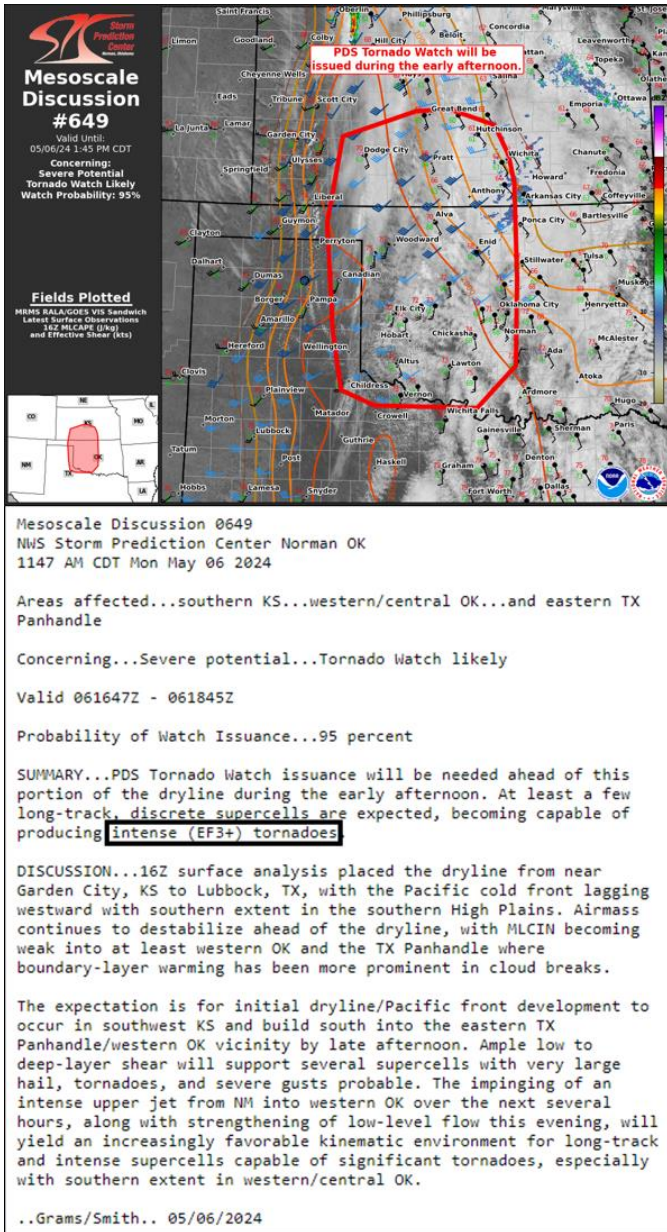 Storm
Prediction
Center
Norman, Oklahoma
Mesoscale
Discussion
#649
Valid Until:
05/06/24 1:45 PM CDT
Concerning:
Severe Potential
Tornado Watch Likely
Watch Probability: 95%
Fields Plotted
MRMS RALA/GOES VIS Sandwich
Latest Surface Observations
16Z MLCAPE (J/kg)
and Effective Shear (kts)
CO
NE
KS
MO
NM
OK
AR
TX
LA
PDS Tornado Watch will be
issued during the early afternoon.
Saint Francis
Oberlin
Phillipsburg
Concordia
Limon
Goodland
Colby
Hill City
Beloit
Leavenworth
Topeka
Cheyenne Wells
Salina
Olathe
Eads
Tribune
Scott City
Emporia
Ottawa
La Junta
Lamar
Garden City
Great Bend
Hutchinson
Dodge City
Ulysses
Pratt
Wichita
Chanute
Springfield
Howard
Fredonia
Liberal
Anthony
Arkansas City
Coffeyville
Guymon
Alva
Ponca City
Bartlesville
Clayton
Perryton
Woodward
Enid
Dalhart
Dumas
Canadian
Stillwater
Tulsa
Borger
Pampa
Amarillo
Elk City
Oklahoma City
Henryetta
Hereford
Wellington
Hobart
Chickasha
Norman
McAlester
Clovis
Altus
Lawton
Ada
Plainview
Childress
Vernon
Atoka
Morton
Matador
Crowell
Wichita Falls
Ardmore
Hugo
Lubbock
Guthrie
Gainesville
Sherman
Paris
Tatum
Post
Haskell
Graham
Denton
Hobbs
Lamesa
Snyder
Fort Worth
Dallas
NOAA
Mesoscale Discussion 0649
NWS Storm Prediction Center Norman OK
1147 AM CDT Mon May 06 2024
Areas affected...southern KS...western/central OK...and eastern TX
Panhandle
Concerning...Severe potential...Tornado Watch likely
Valid 061647Z - 061845Z
Probability of Watch Issuance...95 percent
SUMMARY...PDS Tornado Watch issuance will be needed ahead of this
portion of the dryline during the early afternoon. At least a few
long-track, discrete supercells are expected, becoming capable of
producing intense (EF3+) tornadoes.
DISCUSSION...16Z surface analysis placed the dryline from near
Garden City, KS to Lubbock, TX, with the Pacific cold front lagging
westward with southern extent in the southern High Plains. Airmass
continues to destabilize ahead of the dryline, with MLCIN becoming
weak into at least western OK and the TX Panhandle where
boundary-layer warming has been more prominent in cloud breaks.
The expectation is for initial dryline/Pacific front development to
occur in southwest KS and build south into the eastern TX
Panhandle/western OK vicinity by late afternoon. Ample low to
deep-layer shear will support several supercells with very large
hail, tornadoes, and severe gusts probable. The impinging of an
intense upper jet from NM into western OK over the next several
hours, along with strengthening of low-level flow this evening, will
yield an increasingly favorable kinematic environment for long-track
and intense supercells capable of significant tornadoes, especially
with southern extent in western/central OK.
..Grams/Smith.. 05/06/2024